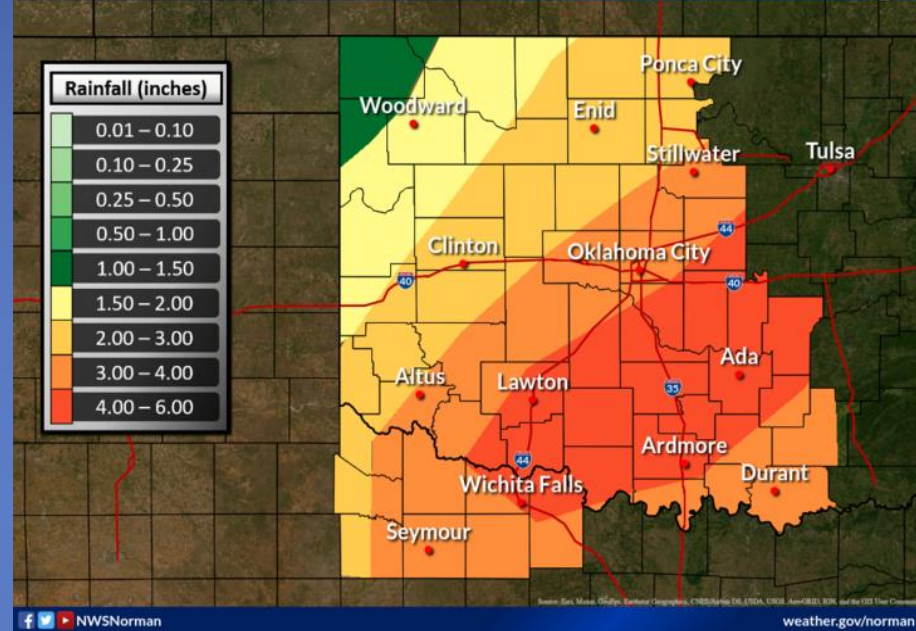 Rainfall (inches)
0.01 – 0.10
0.10 – 0.25
0.25 – 0.50
0.50 – 1.00
1.00 – 1.50
1.50 – 2.00
2.00 – 3.00
3.00 – 4.00
4.00 – 6.00
Ponca City
Woodward
Enid
Stillwater
Tulsa
44
Clinton
Oklahoma City
40
40
Ada
Altus
Lawton
35
Ardmore
44
Durant
Wichita Falls
Seymour
NWSNorman
weather.gov/norman